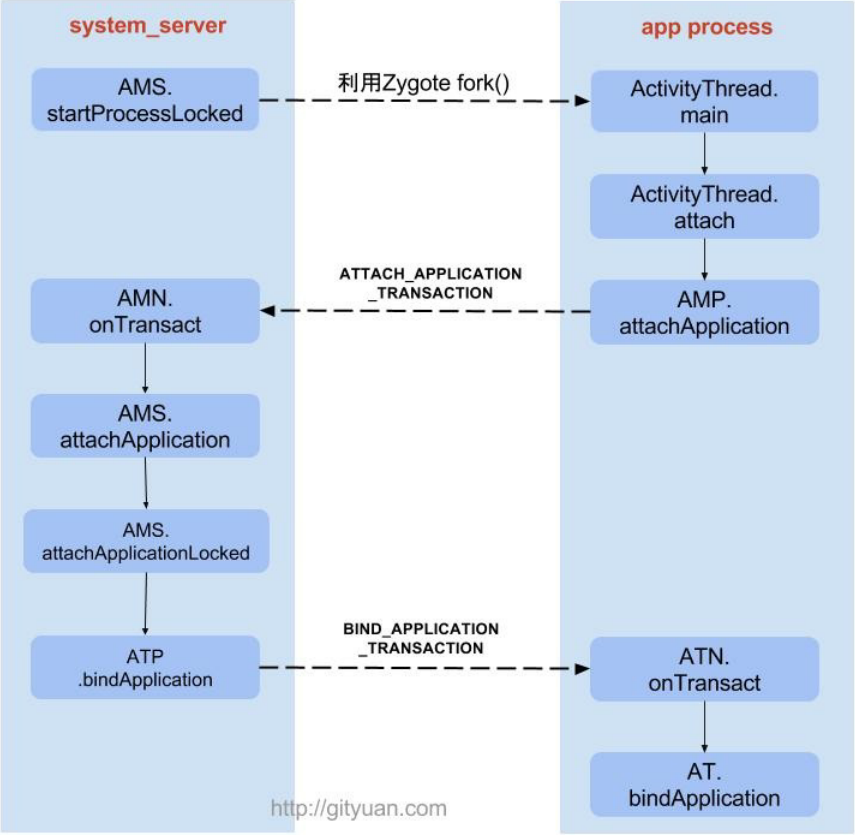 system_server
app process
AMS.
startProcessLocked
利用Zygote fork()
ActivityThread.
main
ActivityThread.
attach
ATTACH_APPLICATION
_TRANSACTION
AMN.
onTransact
AMP.
attachApplication
AMS.
attachApplication
AMS.
attachApplicationLocked
BIND_APPLICATION
_TRANSACTION
ATP
.bindApplication
ATN.
onTransact
AT.
bindApplication
http://gityuan.com